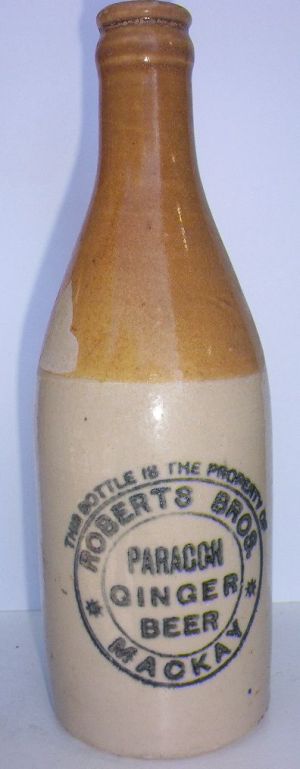 THIS BOTTLE IS THE PROPERTY OF
ROBERTS BROS.
PARAGON
GINGER
BEER
MACKAY